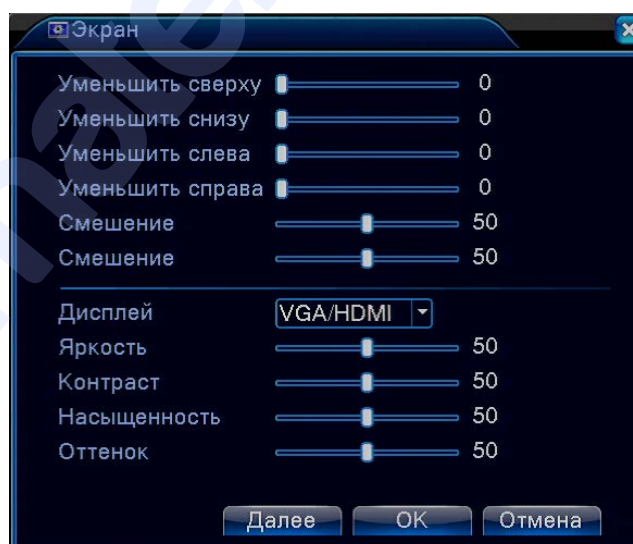 Экран
Уменьшить сверху 0
Уменьшить снизу 0
Уменьшить слева 0
Уменьшить справа 0
Смешение 50
Смешение 50
Дисплей VGA/HDMI
Яркость 50
Контраст 50
Насыщенность 50
Оттенок 50
Далее OK Отмена